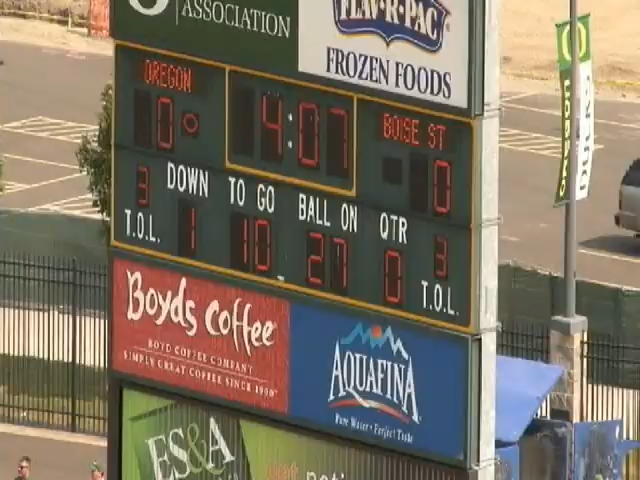 ASSOCIATION
FLAV-R-PAC
FROZEN FOODS
OREGON
0
4:07
BOISE ST
0
3
DOWN TO GO BALL ON QTR
3
T.O.L. 1 10 27 0 T.O.L.
Boyds Coffee
BOYD COFFEE COMPANY
SIMPLY GREAT COFFEE SINCE 1900
AQUAFINA
Pure Water · Perfect Taste
ES&A
Oregon
DUCKS